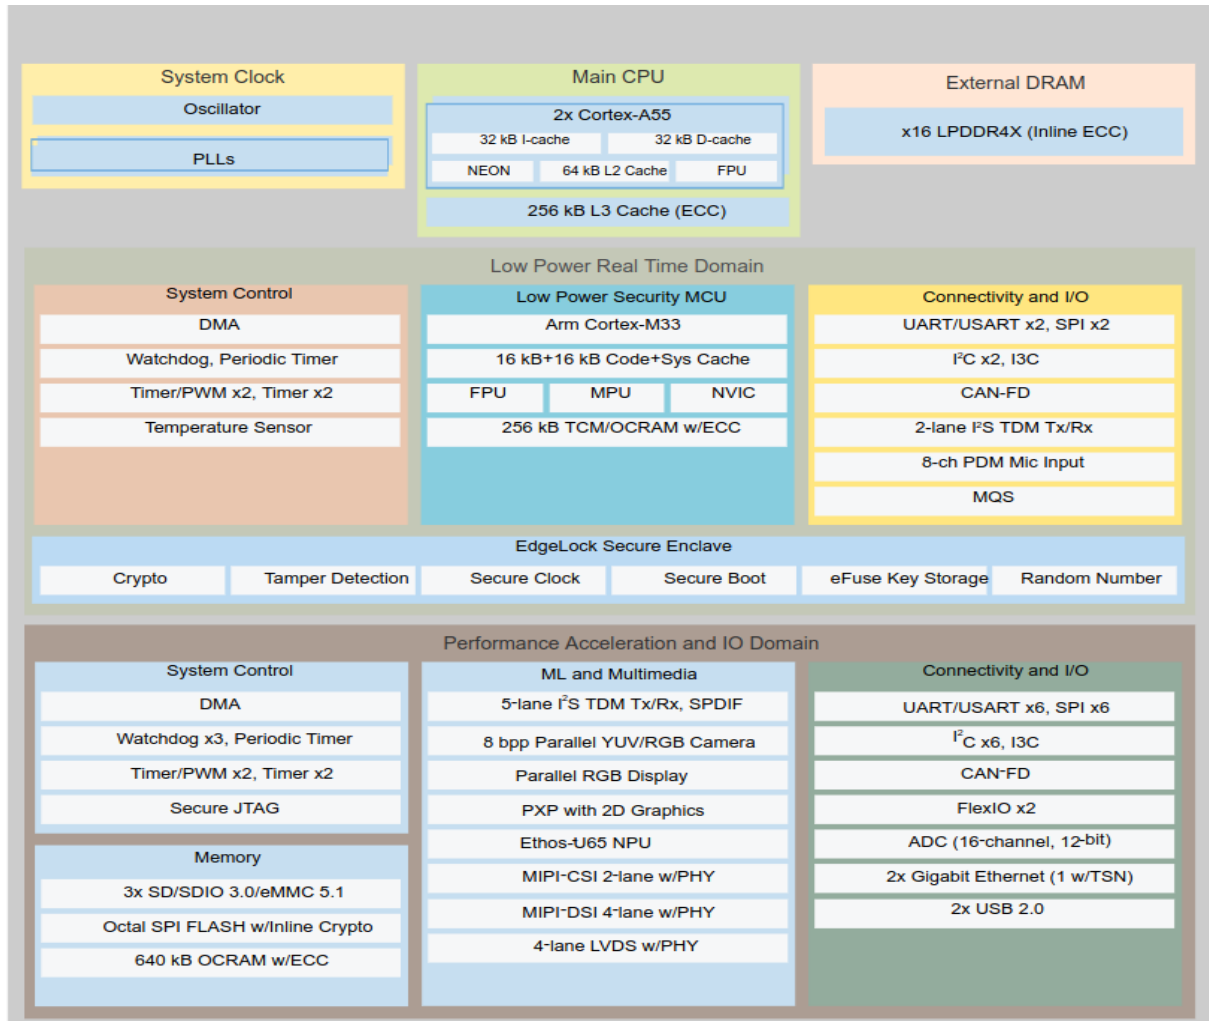 System Clock
Oscillator
PLLs
Main CPU
2x Cortex-A55
32 kB I-cache
32 kB D-cache
NEON
64 kB L2 Cache
FPU
256 kB L3 Cache (ECC)
External DRAM
x16 LPDDR4X (Inline ECC)
Low Power Real Time Domain
System Control
DMA
Watchdog, Periodic Timer
Timer/PWM x2, Timer x2
Temperature Sensor
Low Power Security MCU
Arm Cortex-M33
16 kB+16 kB Code+Sys Cache
FPU
MPU
NVIC
256 kB TCM/OCRAM w/ECC
Connectivity and I/O
UART/USART x2, SPI x2
I²C x2, I3C
CAN-FD
2-lane I²S TDM Tx/Rx
8-ch PDM Mic Input
MQS
EdgeLock Secure Enclave
Crypto
Tamper Detection
Secure Clock
Secure Boot
eFuse Key Storage
Random Number
Performance Acceleration and IO Domain
System Control
DMA
Watchdog x3, Periodic Timer
Timer/PWM x2, Timer x2
Secure JTAG
Memory
3x SD/SDIO 3.0/eMMC 5.1
Octal SPI FLASH w/Inline Crypto
640 kB OCRAM w/ECC
ML and Multimedia
5-lane I²S TDM Tx/Rx, SPDIF
8 bpp Parallel YUV/RGB Camera
Parallel RGB Display
PXP with 2D Graphics
Ethos-U65 NPU
MIPI-CSI 2-lane w/PHY
MIPI-DSI 4-lane w/PHY
4-lane LVDS w/PHY
Connectivity and I/O
UART/USART x6, SPI x6
I²C x6, I3C
CAN-FD
FlexIO x2
ADC (16-channel, 12-bit)
2x Gigabit Ethernet (1 w/TSN)
2x USB 2.0